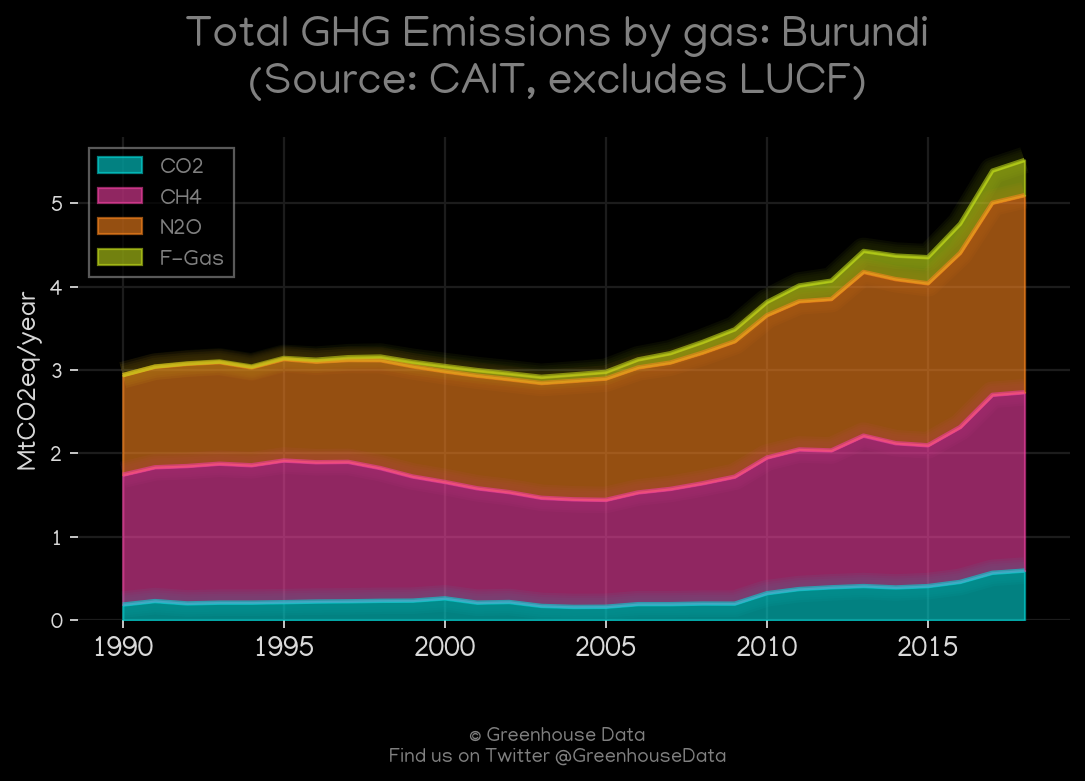 Total GHG Emissions by gas: Burundi
(Source: CAIT, excludes LUCF)
CO2
CH4
N2O
F-Gas
MtCO2eq/year
5
4
3
2
1
0
1990 1995 2000 2005 2010 2015
© Greenhouse Data
Find us on Twitter @GreenhouseData